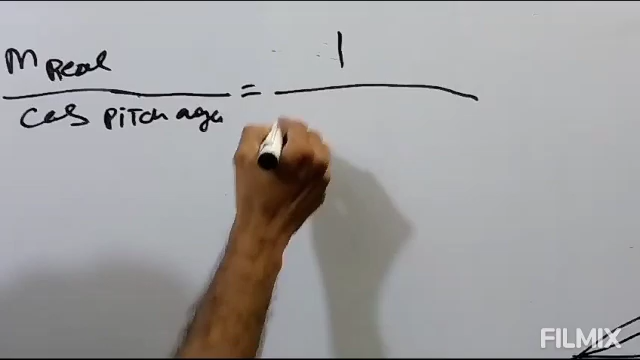 m Real = 1
cos pitch age
FILMIX